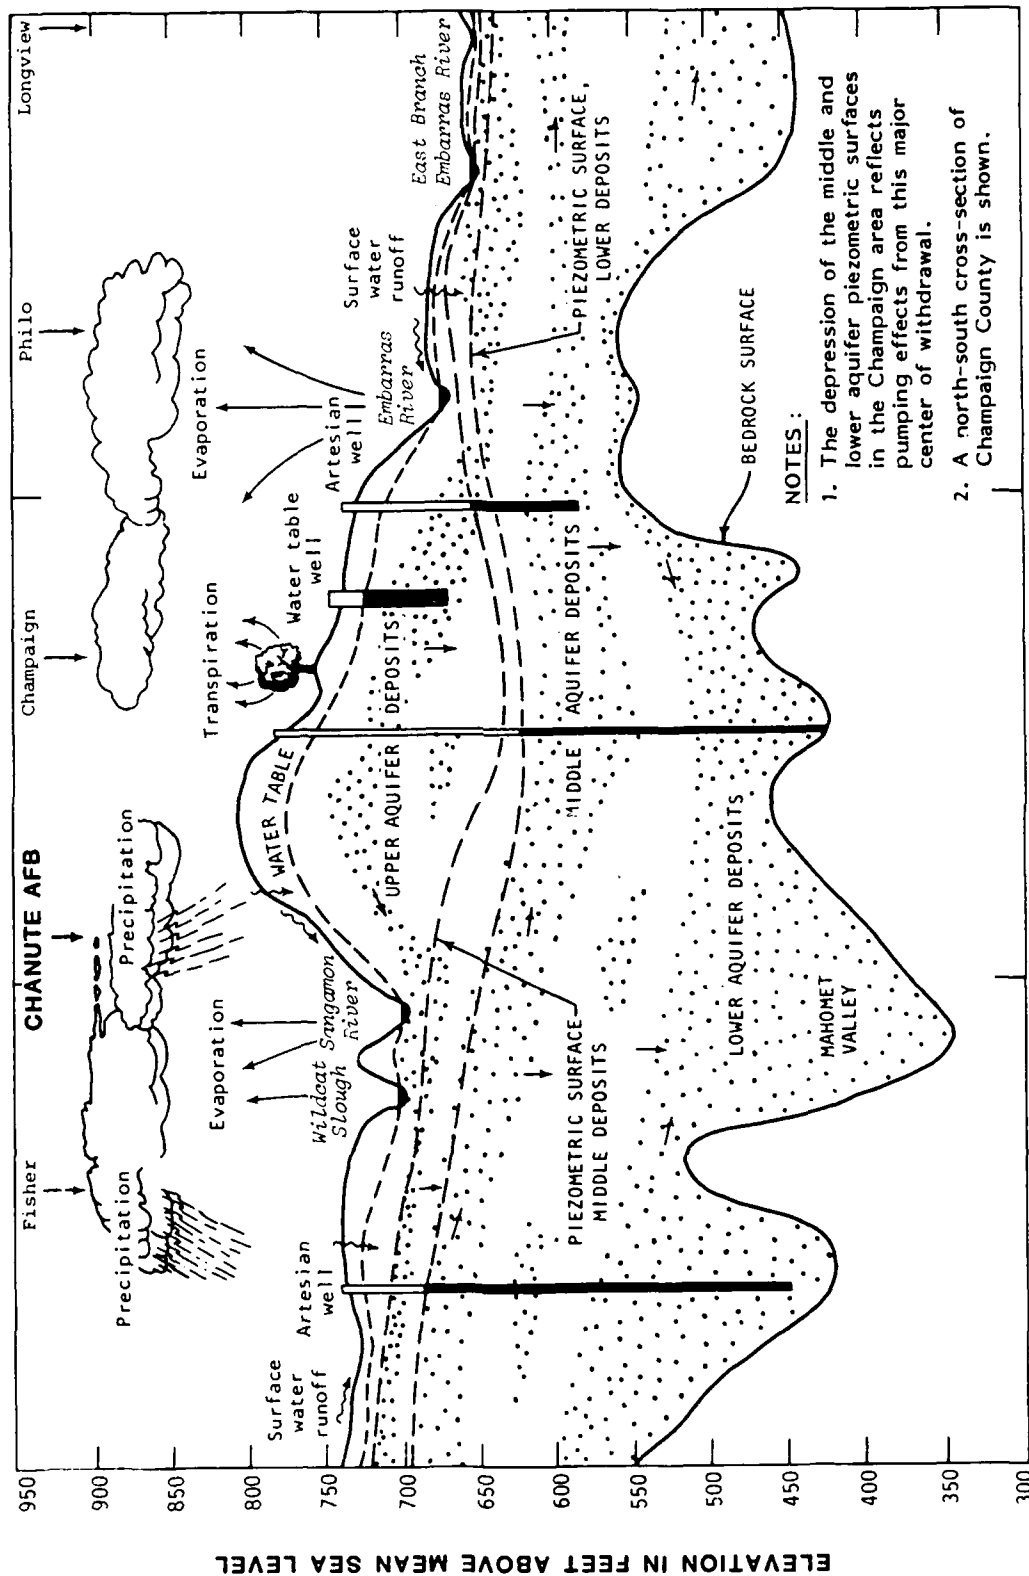 CHANUTE AFB
Fisher
Champaign
Philo
Longview
ELEVATION IN FEET ABOVE MEAN SEA LEVEL
950
900
850
800
750
700
650
600
550
500
450
400
350
300
Precipitation
Precipitation
Evaporation
Transpiration
Evaporation
Surface
water
runoff
Artesian
well
Wildcat
Slough
Sangamon
River
WATER TABLE
Water table
well
Artesian
well
Embarras
River
Surface
water
runoff
East Branch
Embarras River
UPPER AQUIFER DEPOSITS
PIEZOMETRIC SURFACE,
LOWER DEPOSITS
PIEZOMETRIC SURFACE,
MIDDLE DEPOSITS
MIDDLE AQUIFER DEPOSITS
LOWER AQUIFER DEPOSITS
MAHOMET
VALLEY
BEDROCK SURFACE
NOTES:
1. The depression of the middle and
lower aquifer piezometric surfaces
in the Champaign area reflects
pumping effects from this major
center of withdrawal.
2. A north-south cross-section of
Champaign County is shown.